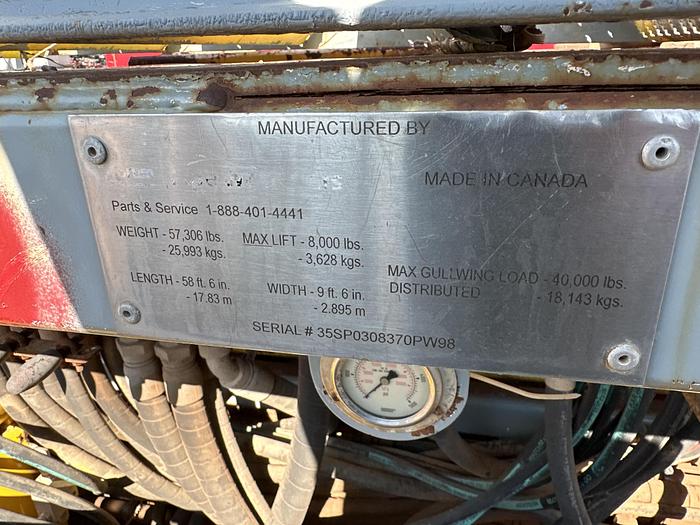 MANUFACTURED BY
MADE IN CANADA
Parts & Service 1-888-401-4441
WEIGHT - 57,306 lbs.
- 25,993 kgs.
MAX LIFT - 8,000 lbs.
- 3,628 kgs.
LENGTH - 58 ft. 6 in.
- 17.83 m
WIDTH - 9 ft. 6 in.
- 2.895 m
MAX GULLWING LOAD - 40,000 lbs.
DISTRIBUTED - 18,143 kgs.
SERIAL # 35SP0308370PW98